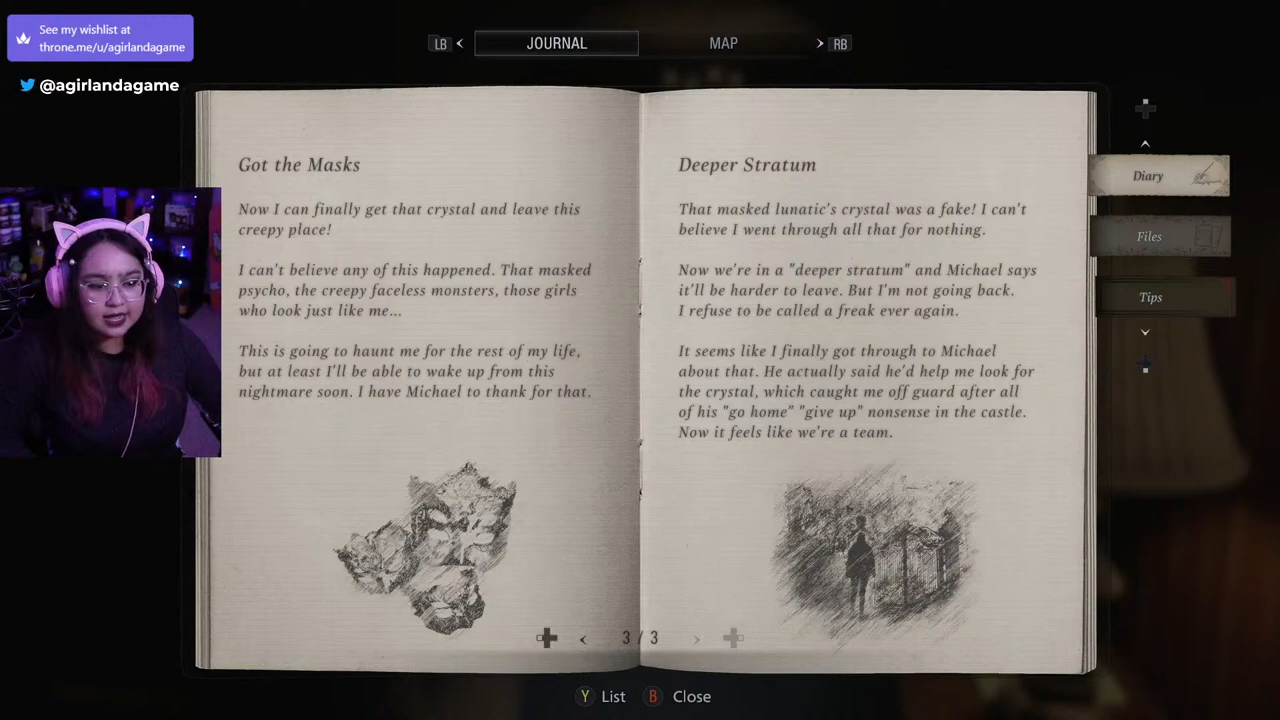 See my wishlist at
throne.me/u/agirlandagame
@agirlandagame
LB
JOURNAL
MAP
RB
Got the Masks
Now I can finally get that crystal and leave this
creepy place!
I can't believe any of this happened. That masked
psycho, the creepy faceless monsters, those girls
who look just like me...
This is going to haunt me for the rest of my life,
but at least I'll be able to wake up from this
nightmare soon. I have Michael to thank for that.
Deeper Stratum
That masked lunatic's crystal was a fake! I can't
believe I went through all that for nothing.
Now we're in a "deeper stratum" and Michael says
it'll be harder to leave. But I'm not going back.
I refuse to be called a freak ever again.
It seems like I finally got through to Michael
about that. He actually said he'd help me look for
the crystal, which caught me off guard after all
of his "go home" "give up" nonsense in the castle.
Now it feels like we're a team.
Diary
Files
Tips
3 / 3
Y List B Close